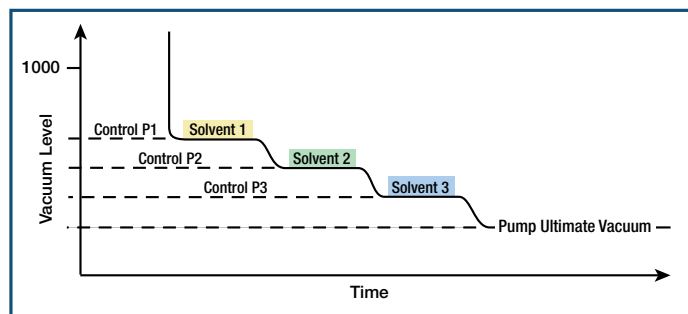 1000
Control P1
Solvent 1
Control P2
Solvent 2
Control P3
Solvent 3
Pump Ultimate Vacuum
Vacuum Level
Time